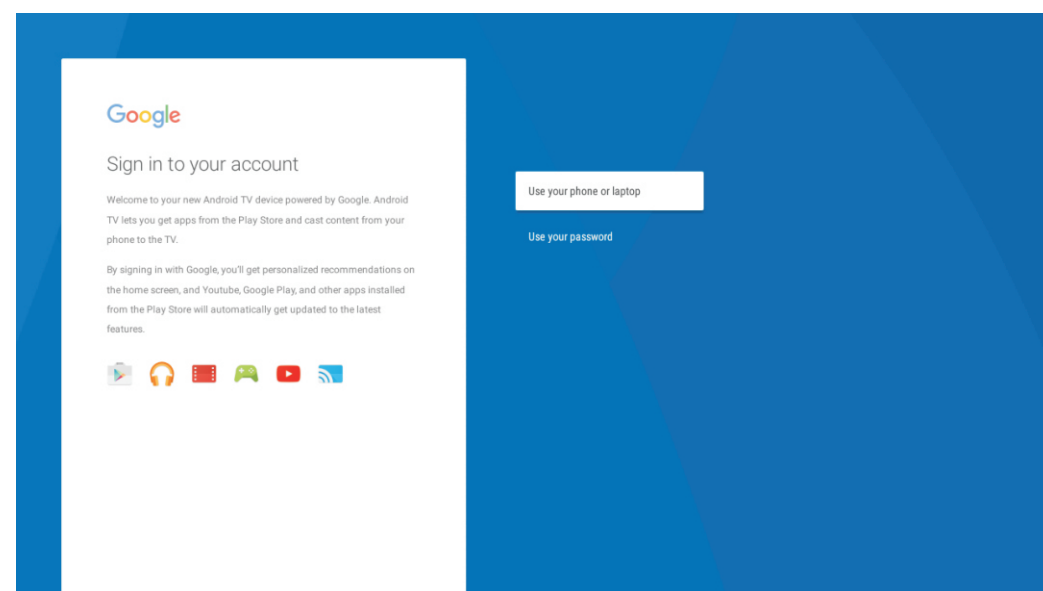 Google
Sign in to your account
Welcome to your new Android TV device powered by Google. Android
TV lets you get apps from the Play Store and cast content from your
phone to the TV.
By signing in with Google, you'll get personalized recommendations on
the home screen, and Youtube, Google Play, and other apps installed
from the Play Store will automatically get updated to the latest
features.
Use your phone or laptop
Use your password